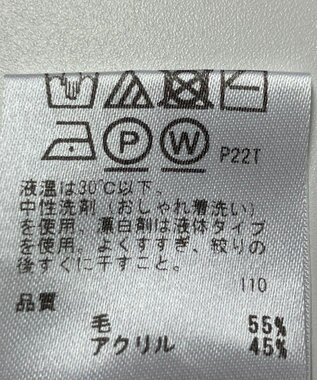 P W P22T
液温は30℃以下。
中性洗剤（おしゃれ着洗い）
を使用。漂白剤は液体タイプ
を使用。よくすすぎ、絞りの
後すぐに干すこと。
110
品質
毛 55%
アクリル 45%